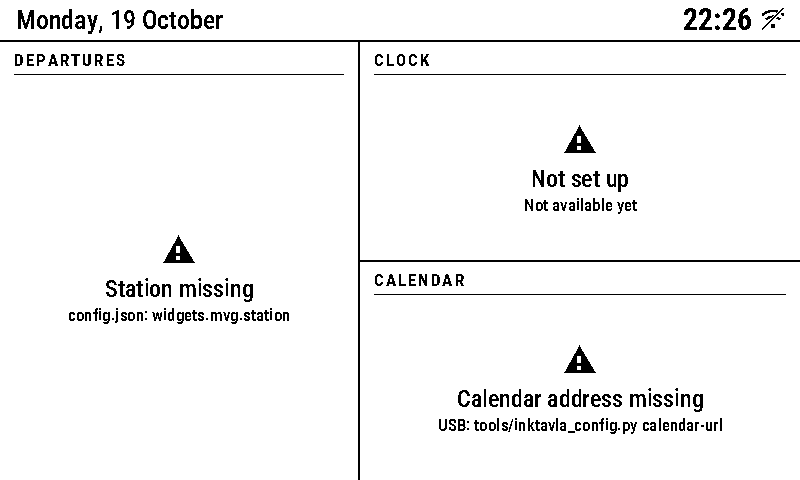 Monday, 19 October
22:26
DEPARTURES
Station missing
config.json: widgets.mvg.station
CLOCK
Not set up
Not available yet
CALENDAR
Calendar address missing
USB: tools/inktavla_config.py calendar-url